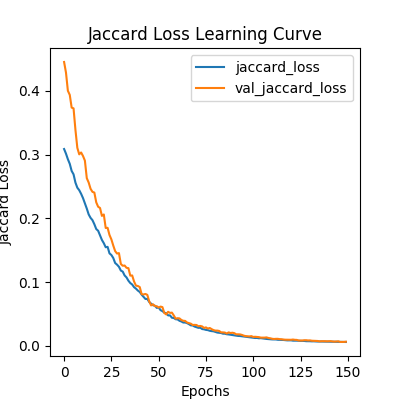 Jaccard Loss Learning Curve
jaccard_loss
val_jaccard_loss
0.4
0.3
0.2
0.1
0.0
Jaccard Loss
0 25 50 75 100 125 150
Epochs